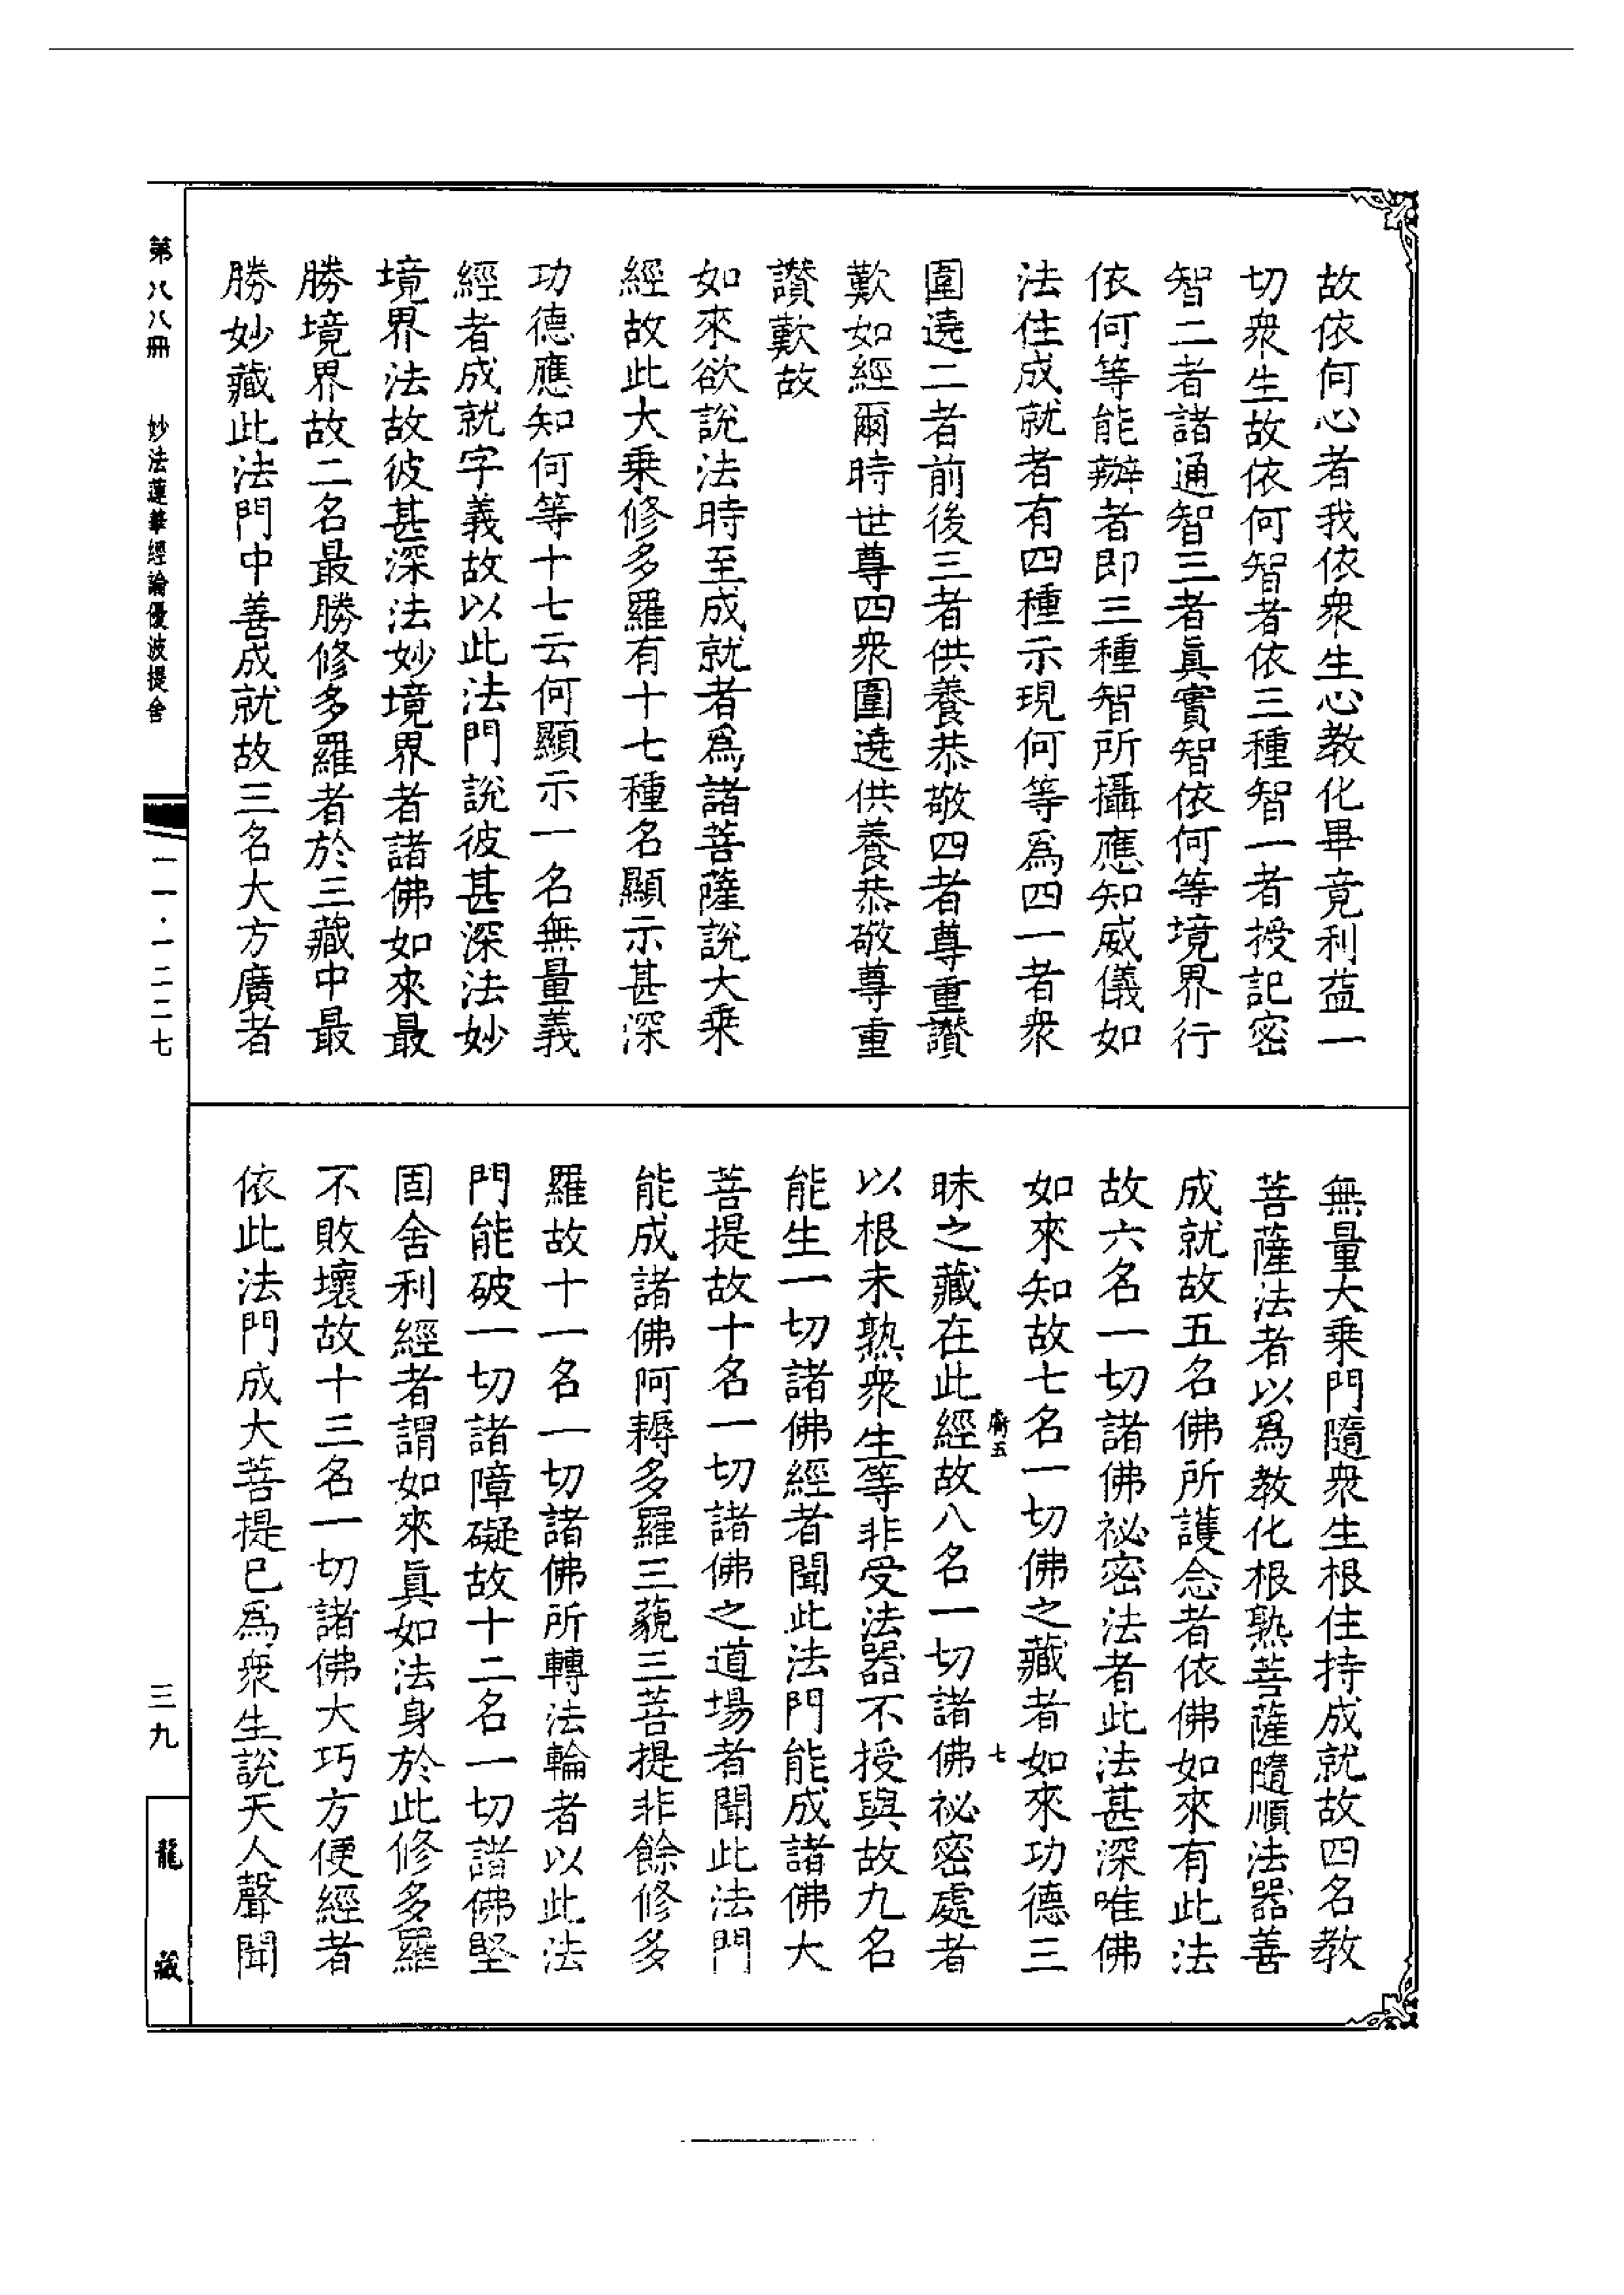 故依何心者我依衆生心教化畢竟利益一
切衆生故依何智者依三種智一者授記密
智二者諸通智三者眞實智依何等境界行
依何等能辦者即三種智所攝應知威儀如
法住成就者有四種示現何等爲四一者衆
圍遶二者前後三者供養恭敬四者尊重讚
歎如經爾時世尊四衆圍遶供養恭敬尊重
讚歎故
如來欲說法時至成就者爲諸菩薩說大乘
經故此大乘修多羅有十七種名顯示甚深
功德應知何等十七云何顯示一名無量義
經者成就字義故以此法門說彼甚深法妙
境界法故彼甚深法妙境界者諸佛如來最
勝境界故二名最勝修多羅者於三藏中最
勝妙藏此法門中善成就故三名大方廣者
無量大乘門隨衆生根住持成就故四名教
菩薩法者以爲教化根熟菩薩隨順法器善
成就故五名佛所護念者依佛如來有此法
故六名一切諸佛祕密法者此法甚深唯佛
如來知故七名一切佛之藏者如來功德三
齊五 七
昧之藏在此經故八名一切諸佛祕密處者
以根未熟衆生等非受法器不授與故九名
能生一切諸佛經者聞此法門能成諸佛大
菩提故十名一切諸佛之道場者聞此法門
能成諸佛阿耨多羅三藐三菩提非餘修多
羅故十一名一切諸佛所轉法輪者以此法
門能破一切諸障礙故十二名一切諸佛堅
固舍利經者謂如來眞如法身於此修多羅
不敗壞故十三名一切諸佛大巧方便經者
依此法門成大菩提已爲衆生說天人聲聞
第八八冊 妙法蓮華經論優波提舍 一一·一二二七 三九 龍藏